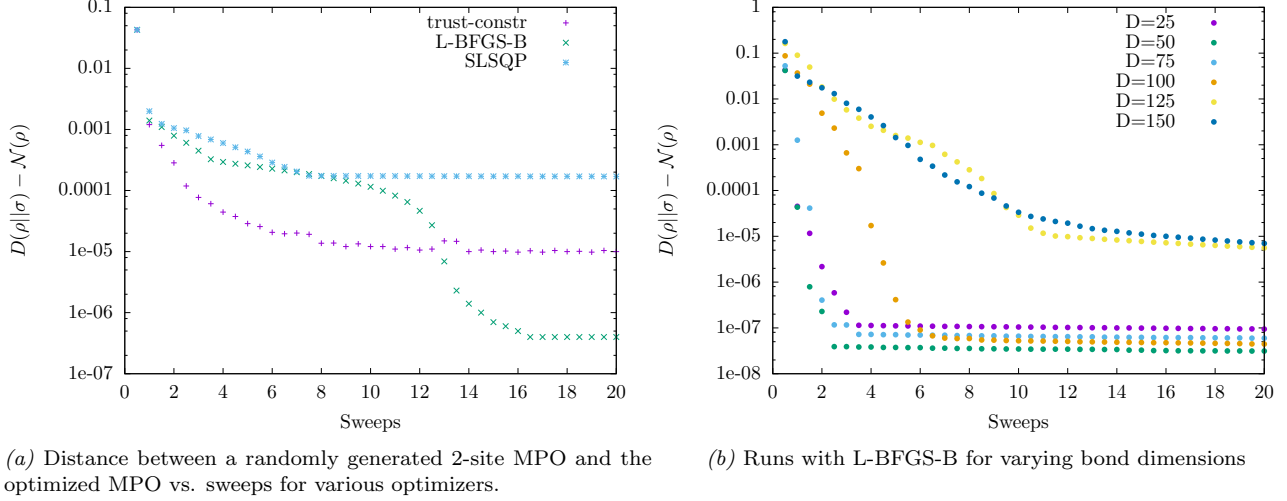 0.1
0.01
0.001
0.0001
1e-05
1e-06
1e-07
0 2 4 6 8 10 12 14 16 18 20
D(ρ||σ) − 𝒩(ρ)
Sweeps
trust-constr
L-BFGS-B
SLSQP
(a) Distance between a randomly generated 2-site MPO and the
optimized MPO vs. sweeps for various optimizers.
1
0.1
0.01
0.001
0.0001
1e-05
1e-06
1e-07
1e-08
0 2 4 6 8 10 12 14 16 18 20
D(ρ||σ) − 𝒩(ρ)
Sweeps
D=25
D=50
D=75
D=100
D=125
D=150
(b) Runs with L-BFGS-B for varying bond dimensions